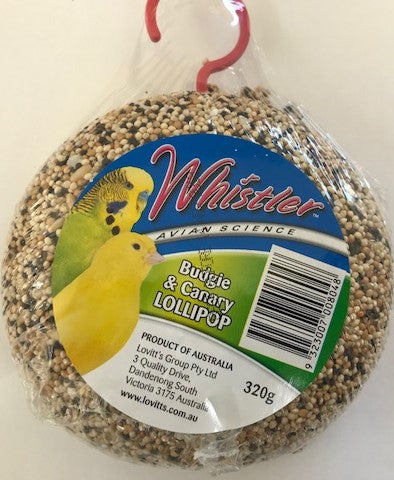 Whistler™
AVIAN SCIENCE
Budgie
& Canary
LOLLIPOP
PRODUCT OF AUSTRALIA
Lovitt's Group Pty Ltd
3 Quality Drive,
Dandenong South
Victoria 3175 Australia
www.lovitts.com.au
320g